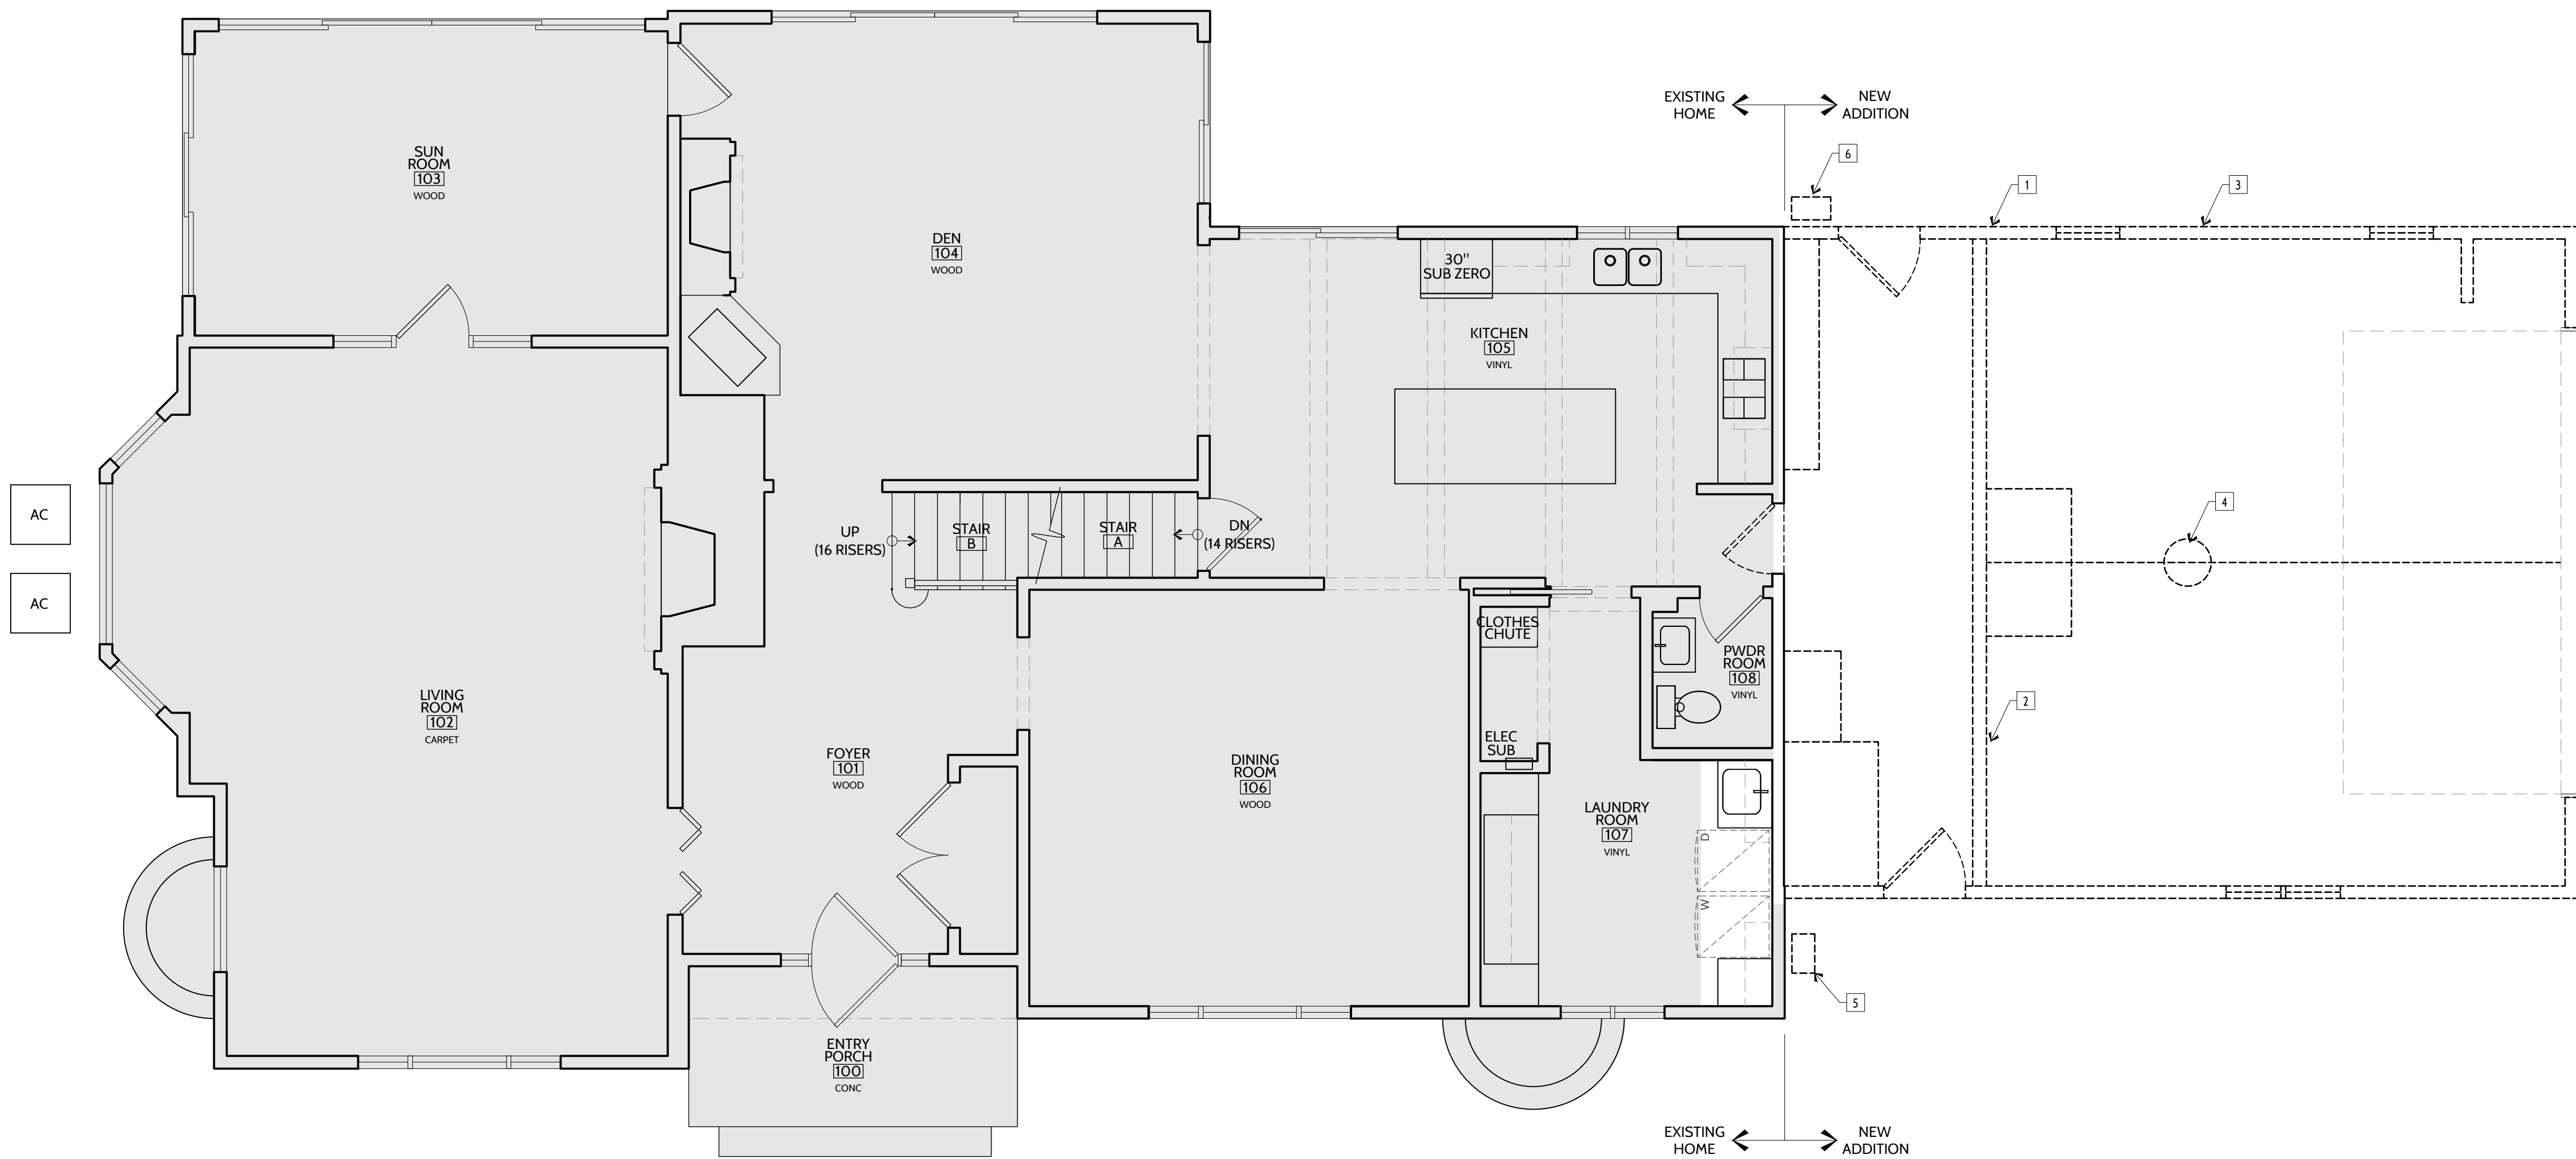 EXISTING
HOME
NEW
ADDITION
6
1
3
SUN
ROOM
103
WOOD
DEN
104
WOOD
30"
SUB ZERO
KITCHEN
105
VINYL
AC
AC
UP
(16 RISERS)
STAIR
B
STAIR
A
DN
(14 RISERS)
4
CLOTHES
CHUTE
PWDR
ROOM
108
VINYL
2
LIVING
ROOM
102
CARPET
FOYER
101
WOOD
ELEC
SUB
DINING
ROOM
106
WOOD
LAUNDRY
ROOM
107
VINYL
D
W
5
ENTRY
PORCH
100
CONC
EXISTING
HOME
NEW
ADDITION